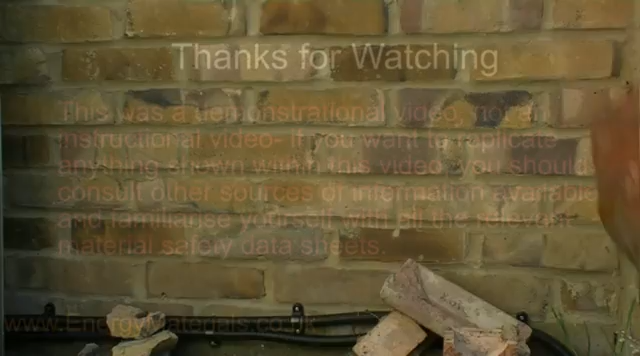 Thanks for Watching
This was a demonstrational video, not an
instructional video- If you want to replicate
anything shown within this video, you should
consult other sources of information available
and familiarise yourself with all the relevant
material safety data sheets.
www.EnergyMaterials.co.uk